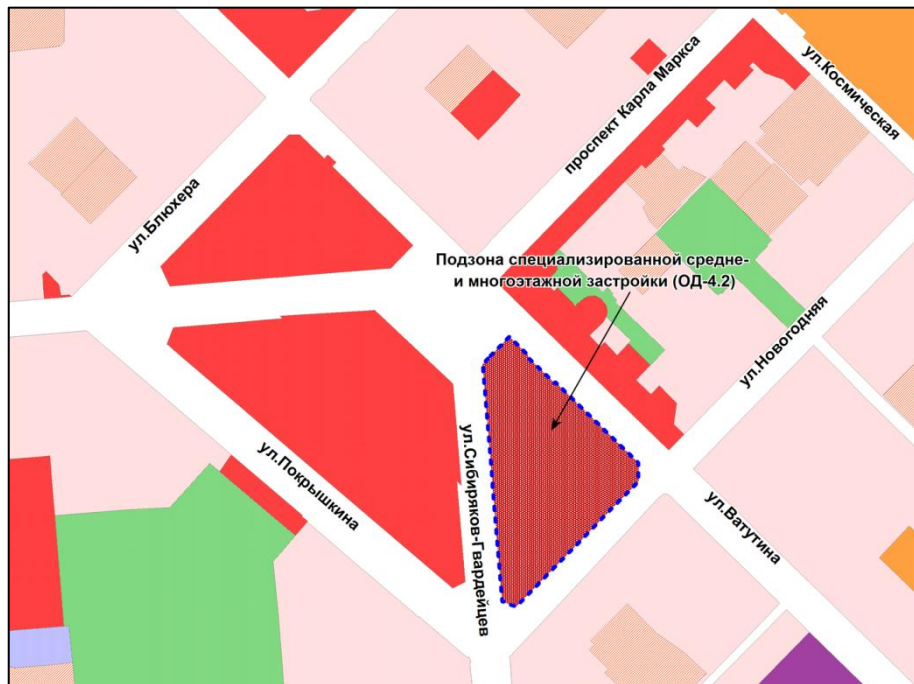 ул.Космическая
проспект Карла Маркса
ул.Блюхера
Подзона специализированной средне-
и многоэтажной застройки (ОД-4.2)
ул.Новогодняя
ул.Покрышкина
ул.Сибиряков-Гвардейцев
ул.Ватутина